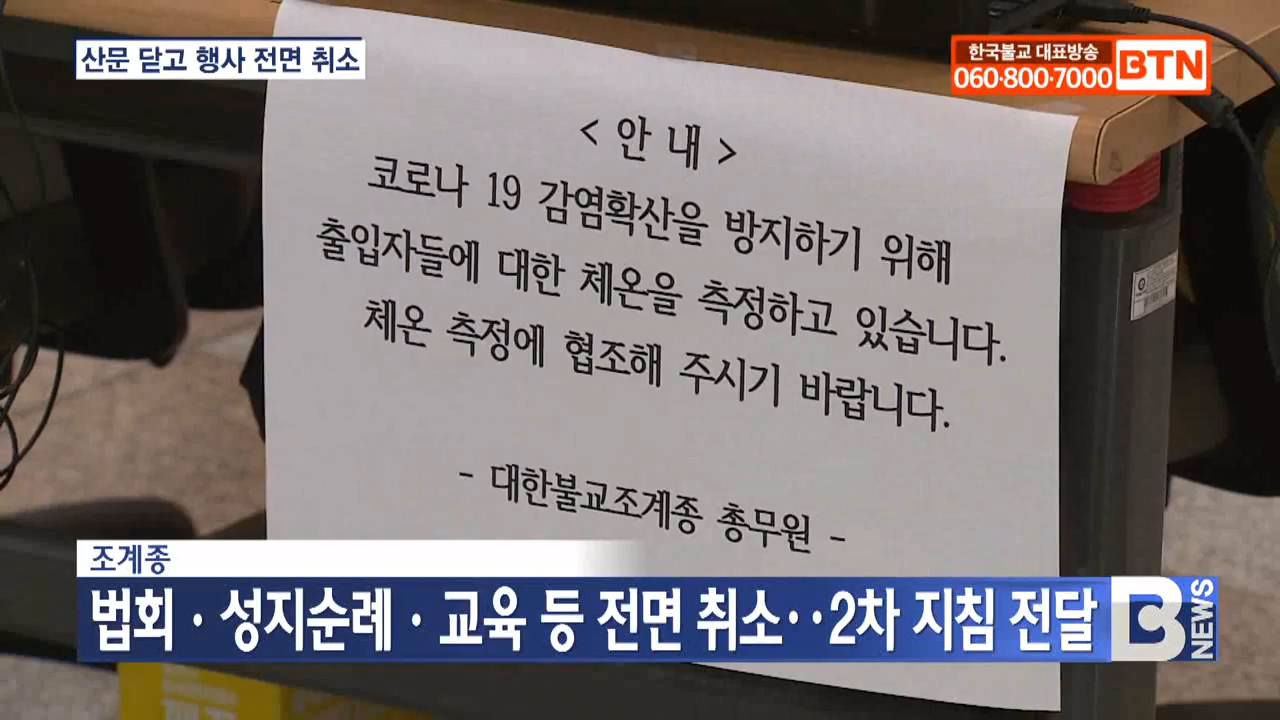 산문 닫고 행사 전면 취소
한국불교 대표방송
060·800·7000
BTN
< 안 내 >
코로나 19 감염확산을 방지하기 위해
출입자들에 대한 체온을 측정하고 있습니다.
체온 측정에 협조해 주시기 바랍니다.
- 대한불교조계종 총무원 -
조계종
법회·성지순례·교육 등 전면 취소··2차 지침 전달
B NEWS